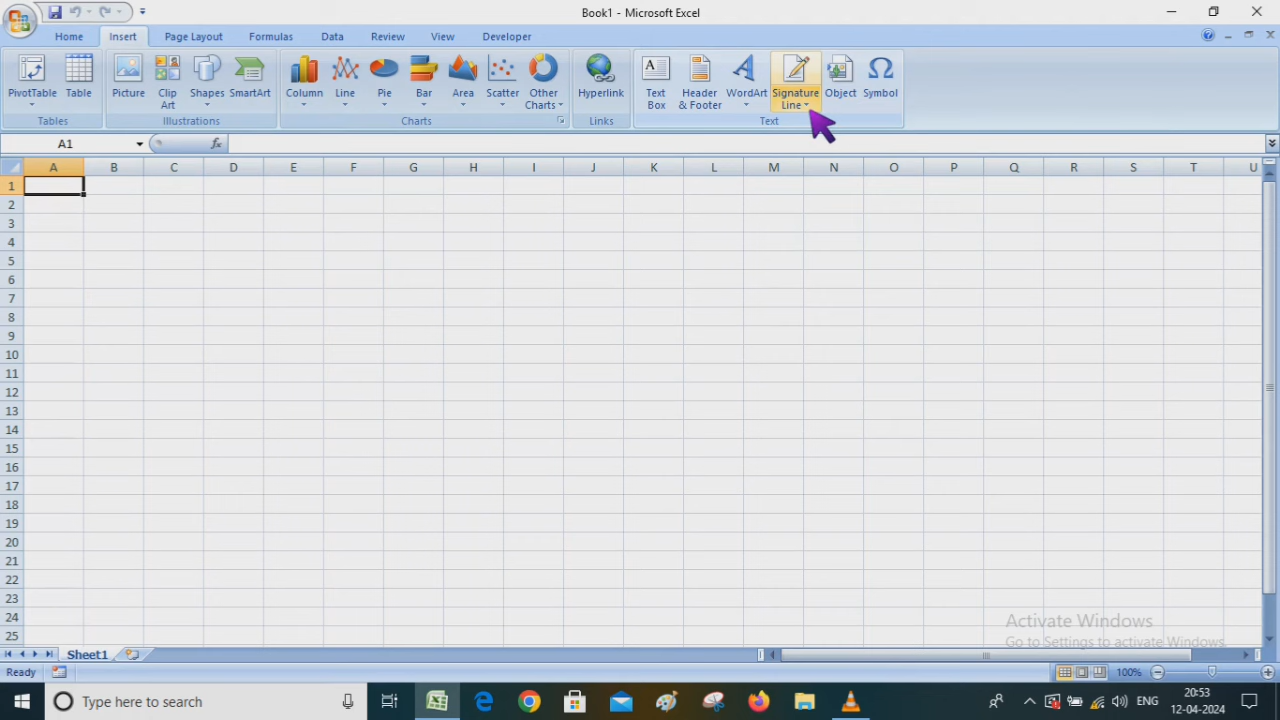 Book1 - Microsoft Excel
Home Insert Page Layout Formulas Data Review View Developer
PivotTable Table Picture Clip Art Shapes SmartArt Column Line Pie Bar Area Scatter Other Charts Hyperlink Text Box Header & Footer WordArt Signature Line Object Symbol
Tables Illustrations Charts Links Text
A1 fx
A B C D E F G H I J K L M N O P Q R S T U
1
2
3
4
5
6
7
8
9
10
11
12
13
14
15
16
17
18
19
20
21
22
23
24
25
Activate Windows
Go to Settings to activate Windows.
Sheet1
Ready 100%
Type here to search ENG 20:53
12-04-2024